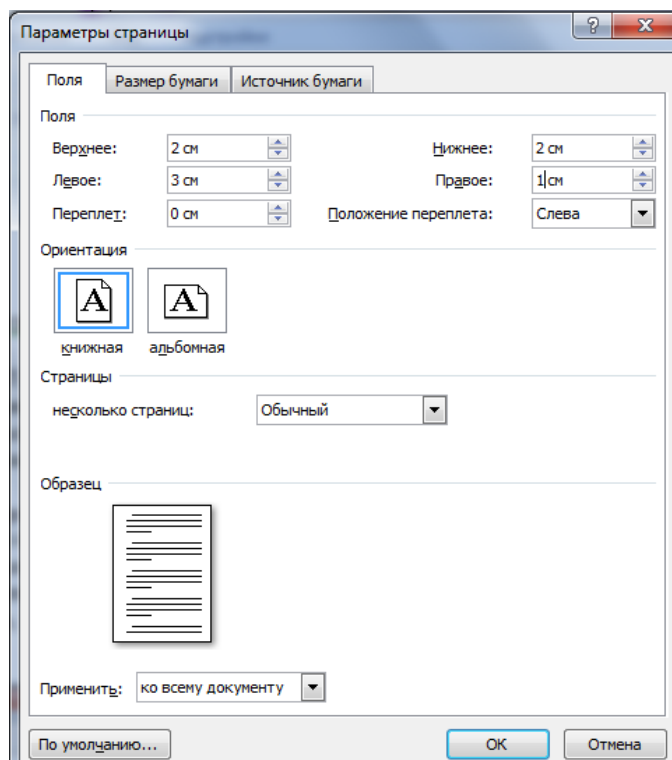 Параметры страницы
Поля Размер бумаги Источник бумаги
Поля
Верхнее: 2 см Нижнее: 2 см
Левое: 3 см Правое: 1 см
Переплет: 0 см Положение переплета: Слева
Ориентация
A A
книжная альбомная
Страницы
несколько страниц: Обычный
Образец
Применить: ко всему документу
По умолчанию... ОК Отмена